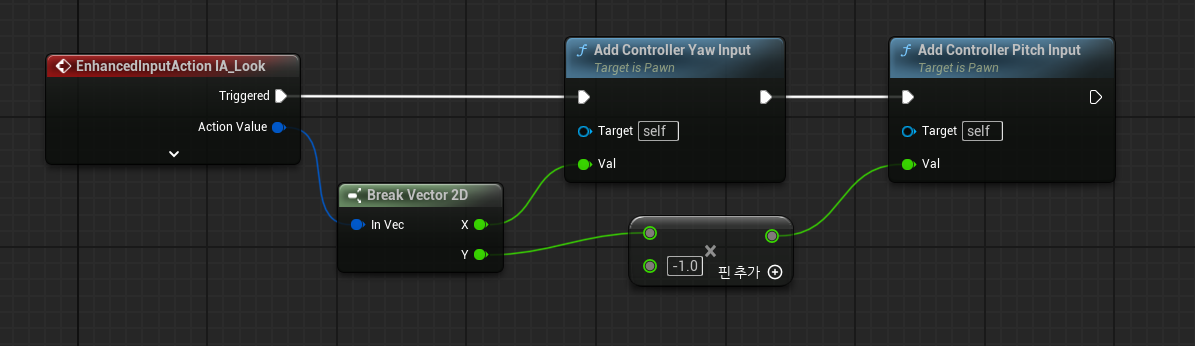 EnhancedInputAction IA_Look
Triggered
Action Value
Break Vector 2D
In Vec
X
Y
Add Controller Yaw Input
Target is Pawn
Target self
Val
-1.0
핀 추가
Add Controller Pitch Input
Target is Pawn
Target self
Val